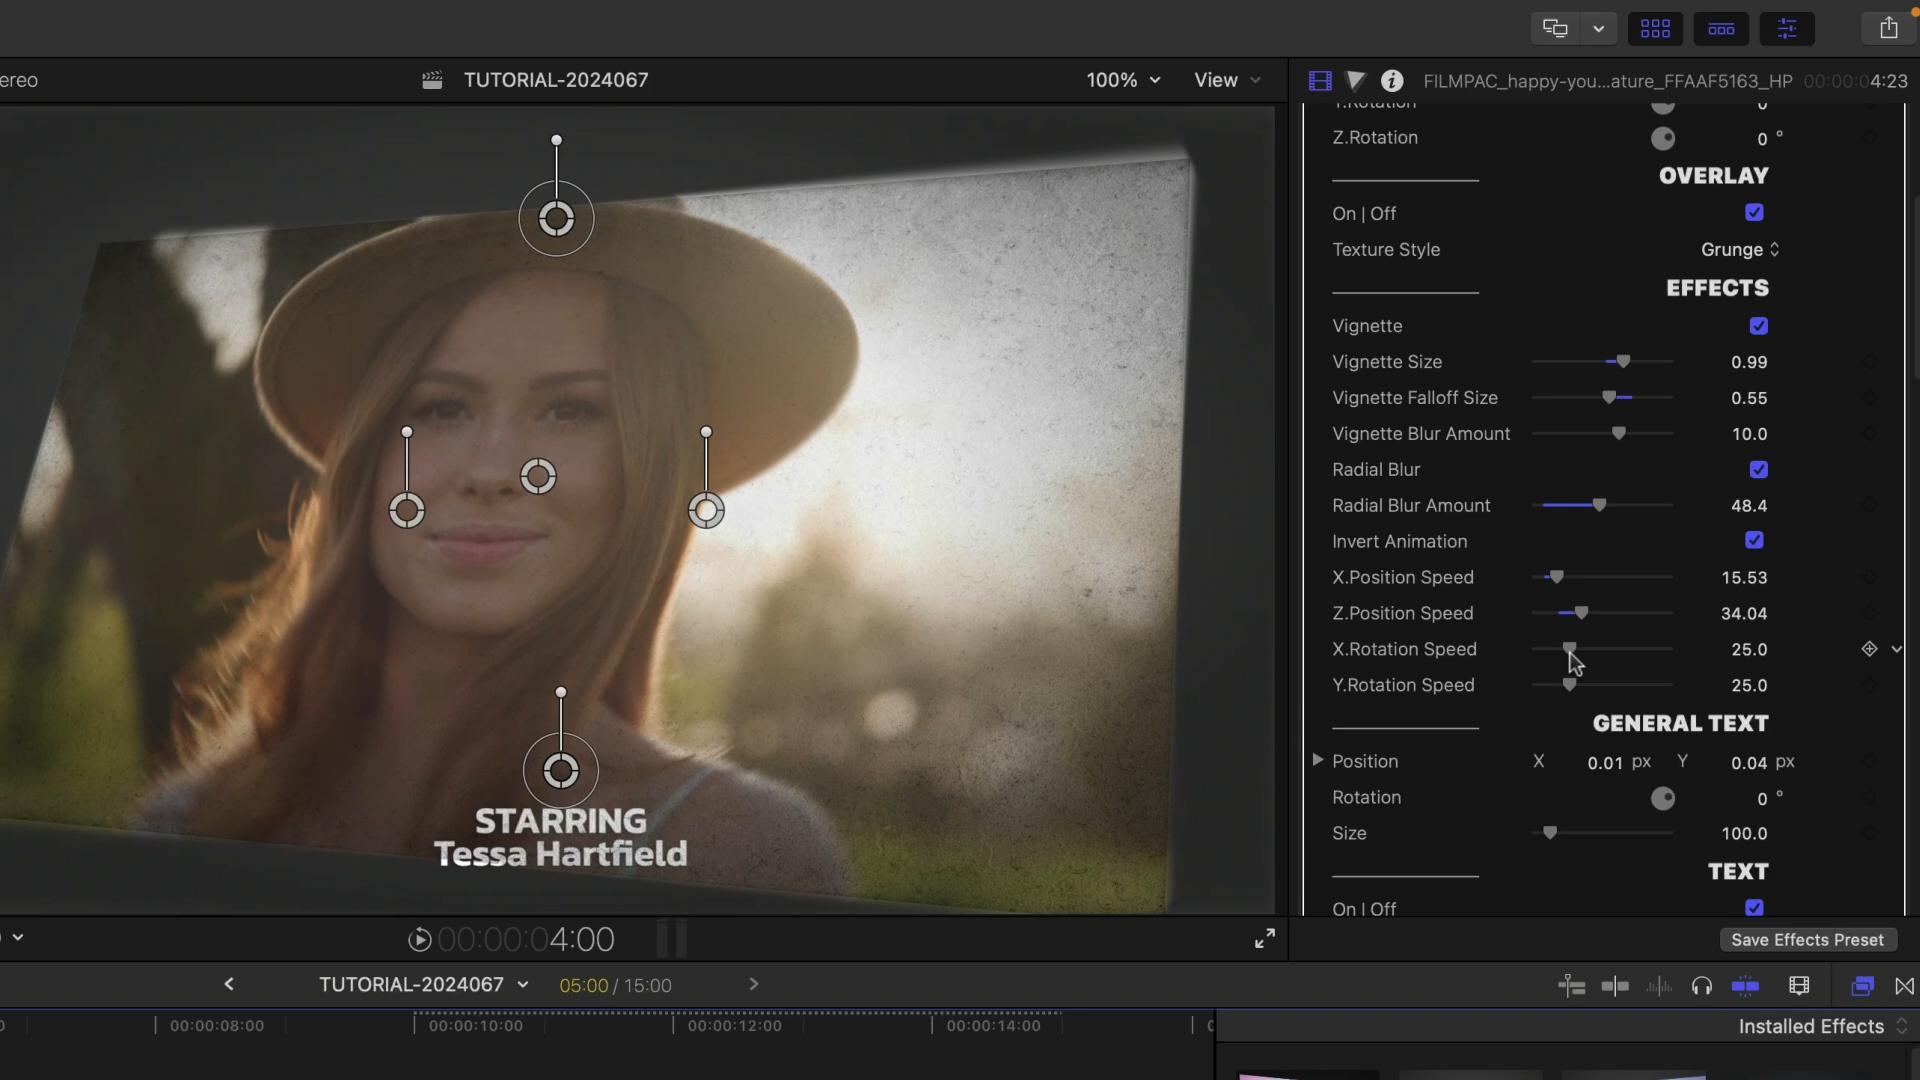 ereo
TUTORIAL-2024067
100%
View
FILMPAC_happy-you...ature_FFAAF5163_HP
00:00:04:23
Y.Rotation
0
Z.Rotation
0 °
OVERLAY
On | Off
Texture Style
Grunge
EFFECTS
Vignette
Vignette Size
0.99
Vignette Falloff Size
0.55
Vignette Blur Amount
10.0
Radial Blur
Radial Blur Amount
48.4
Invert Animation
X.Position Speed
15.53
Z.Position Speed
34.04
X.Rotation Speed
25.0
Y.Rotation Speed
25.0
GENERAL TEXT
Position
X 0.01 px Y 0.04 px
Rotation
0 °
Size
100.0
TEXT
On | Off
STARRING
Tessa Hartfield
00:00:04:00
Save Effects Preset
TUTORIAL-2024067
05:00 / 15:00
00:00:08:00
00:00:10:00
00:00:12:00
00:00:14:00
Installed Effects